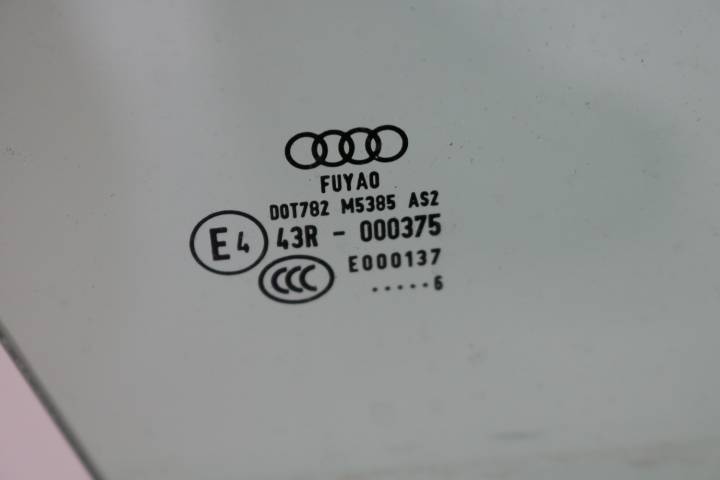 FUYAO
DOT782 M5385 AS2
E4 43R - 000375
CCC E000137
.....6